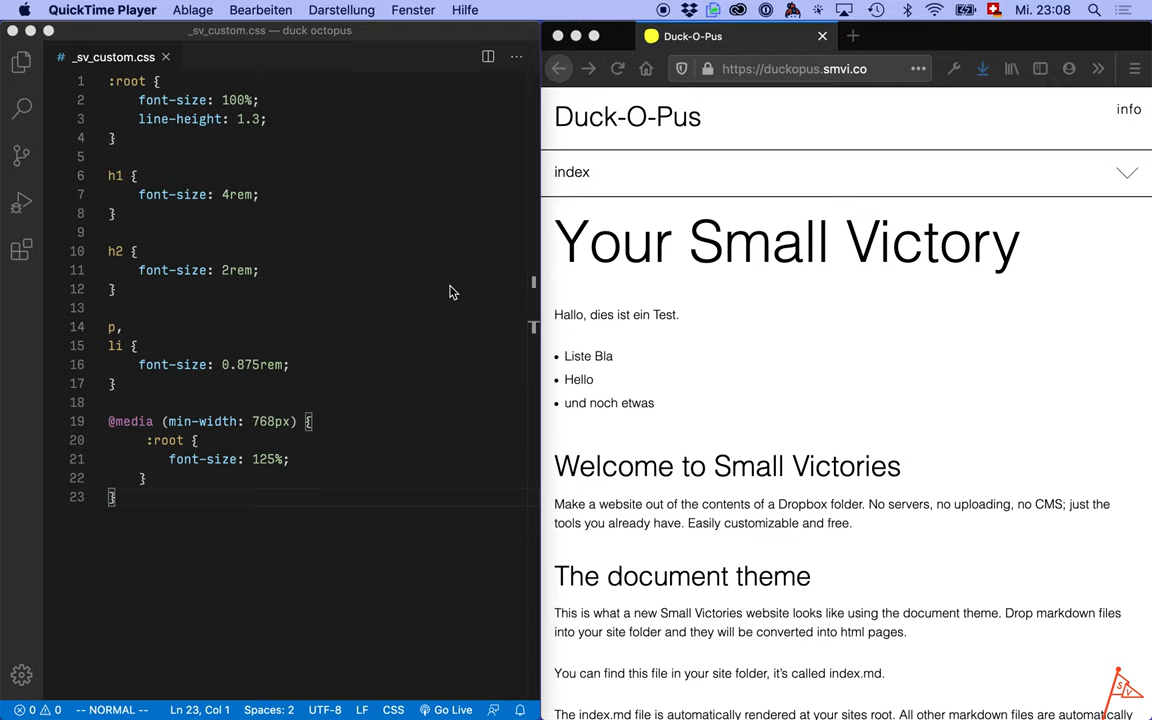 QuickTime Player Ablage Bearbeiten Darstellung Fenster Hilfe Mi. 23:08
_sv_custom.css — duck octopus
# _sv_custom.css
1 :root {
2 font-size: 100%;
3 line-height: 1.3;
4 }
5
6 h1 {
7 font-size: 4rem;
8 }
9
10 h2 {
11 font-size: 2rem;
12 }
13
14 p,
15 li {
16 font-size: 0.875rem;
17 }
18
19 @media (min-width: 768px) {
20 :root {
21 font-size: 125%;
22 }
23 }
0 0 -- NORMAL -- Ln 23, Col 1 Spaces: 2 UTF-8 LF CSS Go Live
Duck-O-Pus
https://duckopus.smvi.co
Duck-O-Pus
info
index
Your Small Victory
Hallo, dies ist ein Test.
• Liste Bla
• Hello
• und noch etwas
Welcome to Small Victories
Make a website out of the contents of a Dropbox folder. No servers, no uploading, no CMS; just the
tools you already have. Easily customizable and free.
The document theme
This is what a new Small Victories website looks like using the document theme. Drop markdown files
into your site folder and they will be converted into html pages.
You can find this file in your site folder, it's called index.md.
The index.md file is automatically rendered at your sites root. All other markdown files are automatically
S V